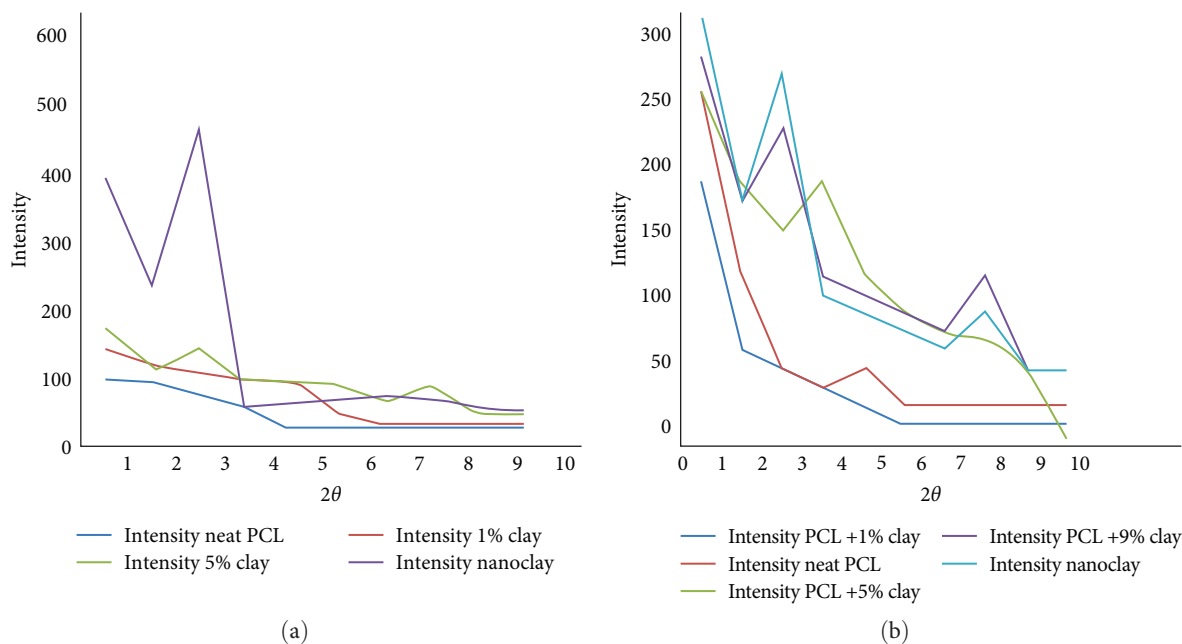 600
500
400
300
200
100
0
Intensity
1 2 3 4 5 6 7 8 9 10
2θ
Intensity neat PCL
Intensity 1% clay
Intensity 5% clay
Intensity nanoclay
(a)
300
250
200
150
100
50
0
Intensity
0 1 2 3 4 5 6 7 8 9 10
2θ
Intensity PCL +1% clay
Intensity PCL +9% clay
Intensity neat PCL
Intensity nanoclay
Intensity PCL +5% clay
(b)